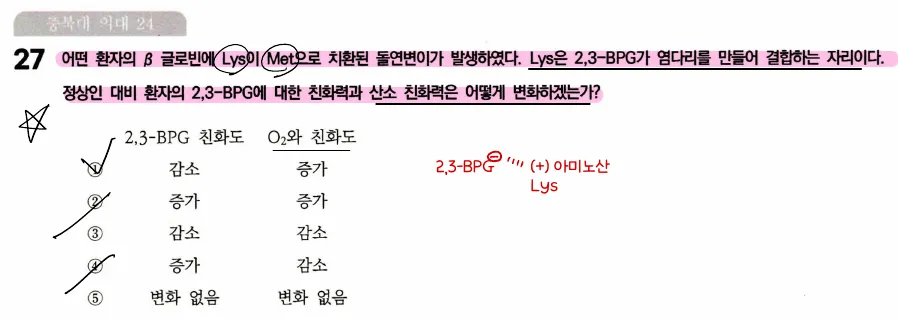 충북대 의대 24
27 어떤 환자의 β 글로빈에 Lys이 Met으로 치환된 돌연변이가 발생하였다. Lys은 2,3-BPG가 염다리를 만들어 결합하는 자리이다.
정상인 대비 환자의 2,3-BPG에 대한 친화력과 산소 친화력은 어떻게 변화하겠는가?
2,3-BPG 친화도 O₂와 친화도
① 감소 증가
② 증가 증가
③ 감소 감소
④ 증가 감소
⑤ 변화 없음 변화 없음
2,3-BPG⊖ (+) 아미노산
Lys